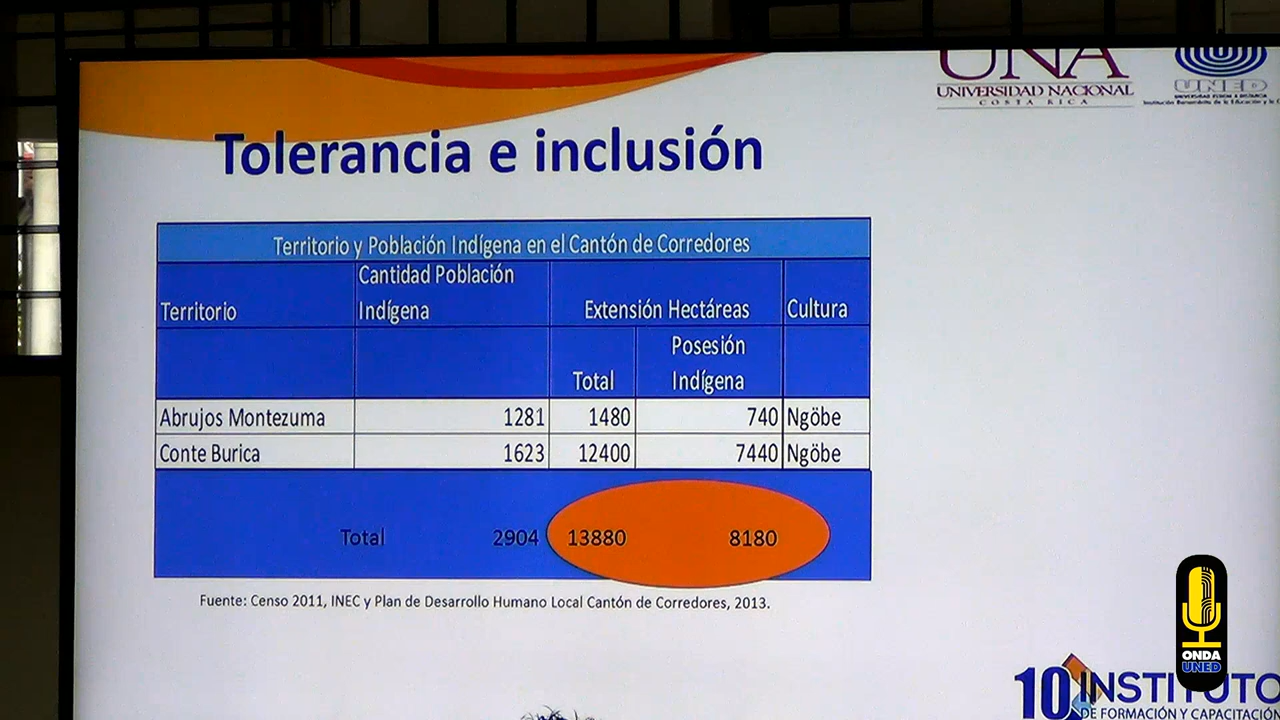 UNA
UNIVERSIDAD NACIONAL
COSTA RICA
UNED
Tolerancia e inclusión
Territorio y Población Indígena en el Cantón de Corredores
Territorio
Cantidad Población
Indígena
Extensión Hectáreas
Cultura
Total
Posesión
Indígena
Abrujos Montezuma 1281 1480 740 Ngöbe
Conte Burica 1623 12400 7440 Ngöbe
Total 2904 13880 8180
Fuente: Censo 2011, INEC y Plan de Desarrollo Humano Local Cantón de Corredores, 2013.
ONDA
UNED
10 INSTITUTO
DE FORMACIÓN Y CAPACITACIÓN